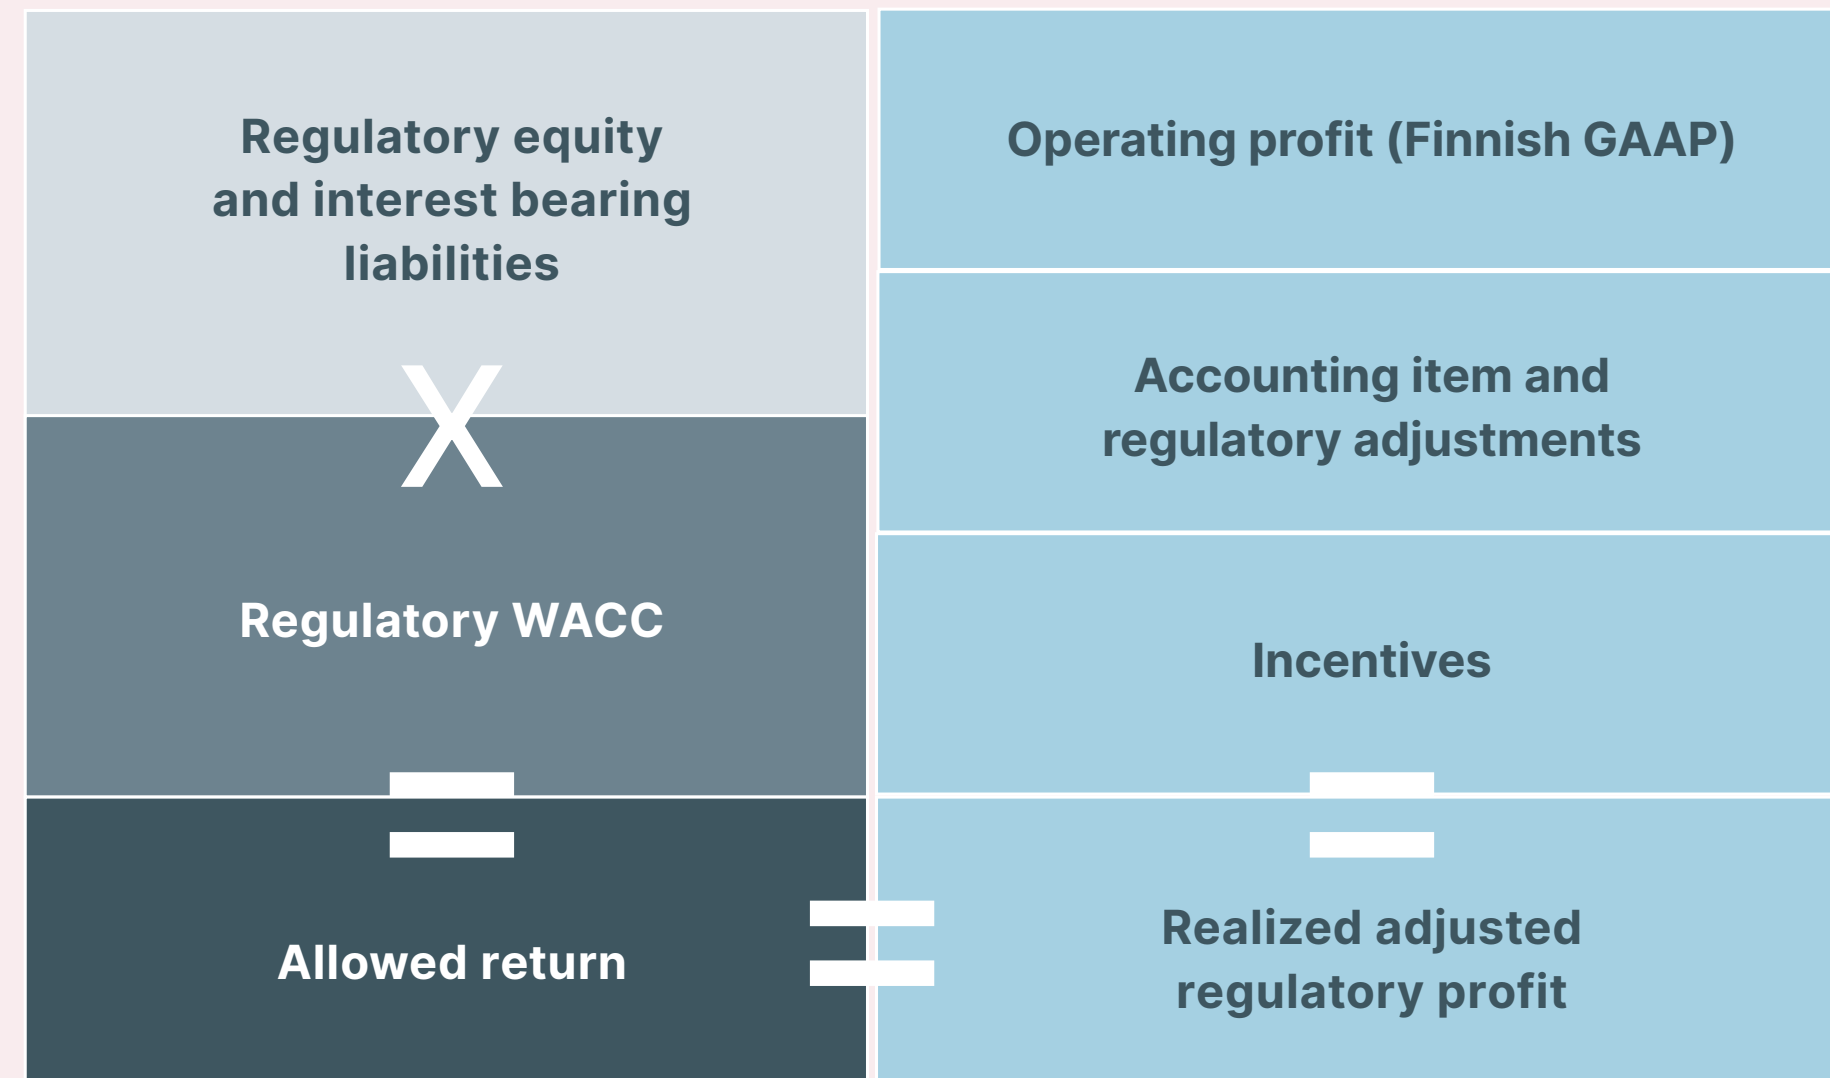 Regulatory equity
and interest bearing
liabilities
X
Regulatory WACC
=
Allowed return
=
Operating profit (Finnish GAAP)
Accounting item and
regulatory adjustments
Incentives
=
Realized adjusted
regulatory profit